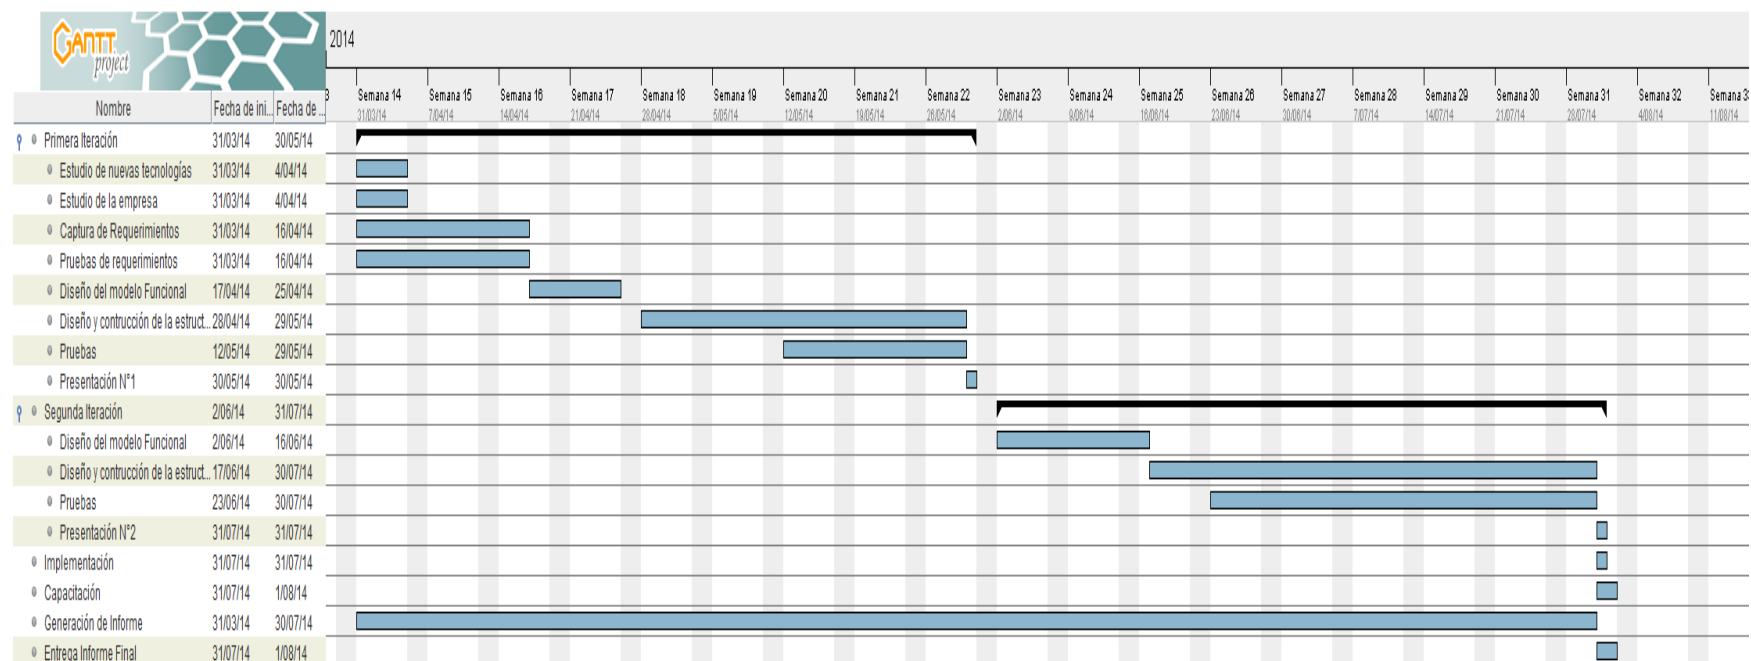 GANTT
project
2014
3 Semana 14 Semana 15 Semana 16 Semana 17 Semana 18 Semana 19 Semana 20 Semana 21 Semana 22 Semana 23 Semana 24 Semana 25 Semana 26 Semana 27 Semana 28 Semana 29 Semana 30 Semana 31 Semana 32 Semana 33
Nombre Fecha de ini... Fecha de ...
31/03/14 7/04/14 14/04/14 21/04/14 28/04/14 5/05/14 12/05/14 19/05/14 26/05/14 2/06/14 9/06/14 16/06/14 23/06/14 30/06/14 7/07/14 14/07/14 21/07/14 28/07/14 4/08/14 11/08/14
Primera Iteración 31/03/14 30/05/14
Estudio de nuevas tecnologías 31/03/14 4/04/14
Estudio de la empresa 31/03/14 4/04/14
Captura de Requerimientos 31/03/14 16/04/14
Pruebas de requerimientos 31/03/14 16/04/14
Diseño del modelo Funcional 17/04/14 25/04/14
Diseño y contrucción de la estruct... 28/04/14 29/05/14
Pruebas 12/05/14 29/05/14
Presentación N°1 30/05/14 30/05/14
Segunda Iteración 2/06/14 31/07/14
Diseño del modelo Funcional 2/06/14 16/06/14
Diseño y contrucción de la estruct... 17/06/14 30/07/14
Pruebas 23/06/14 30/07/14
Presentación N°2 31/07/14 31/07/14
Implementación 31/07/14 31/07/14
Capacitación 31/07/14 1/08/14
Generación de Informe 31/03/14 30/07/14
Entrega Informe Final 31/07/14 1/08/14